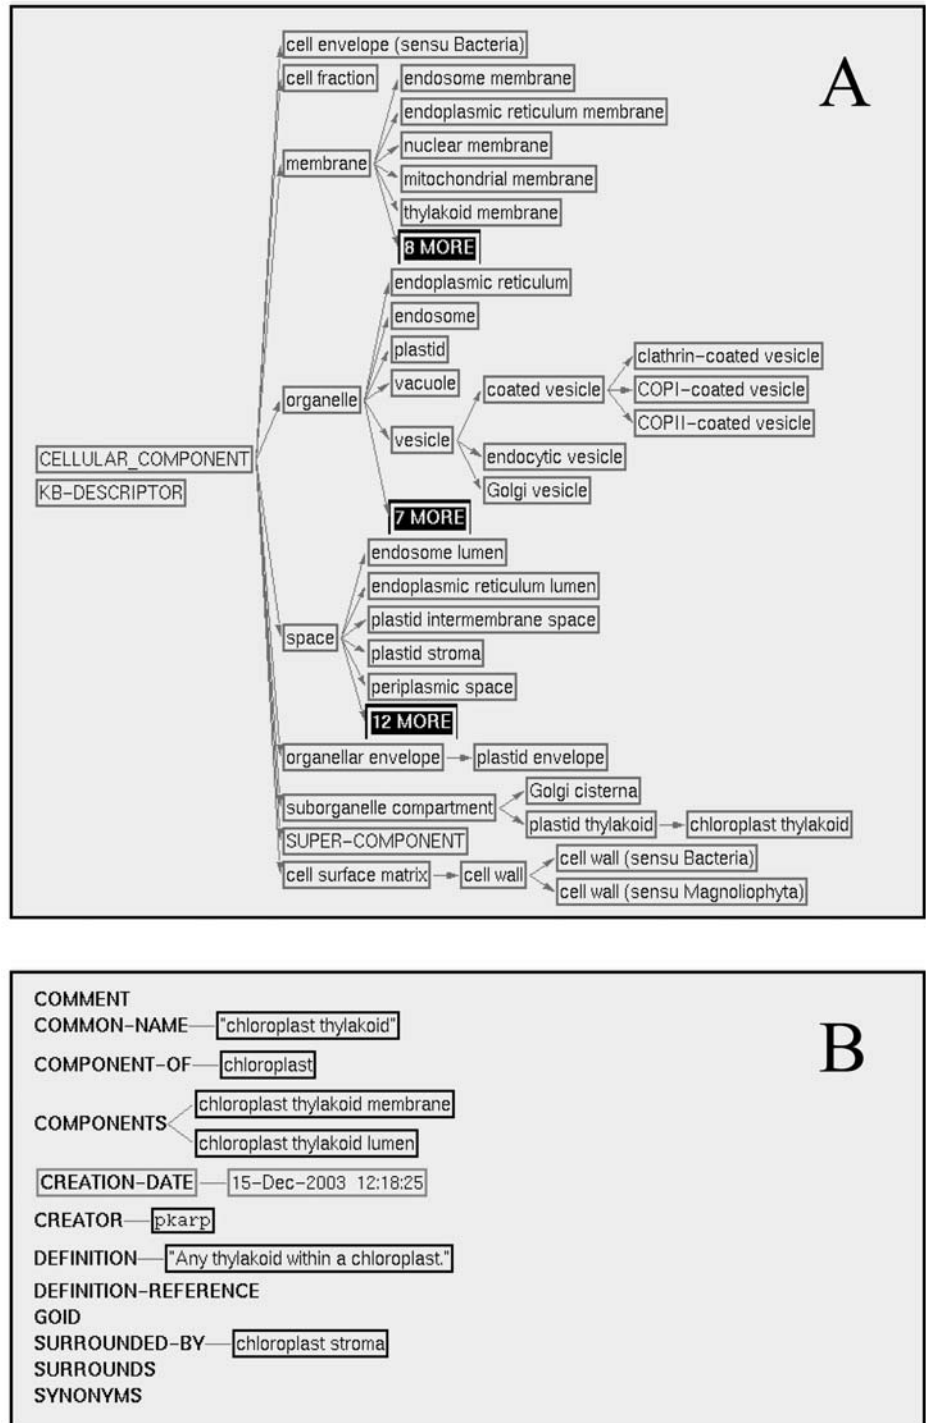 A
cell envelope (sensu Bacteria)
cell fraction
endosome membrane
endoplasmic reticulum membrane
nuclear membrane
membrane
mitochondrial membrane
thylakoid membrane
8 MORE
endoplasmic reticulum
endosome
plastid
clathrin-coated vesicle
vacuole
coated vesicle
COPI-coated vesicle
organelle
COPII-coated vesicle
vesicle
CELLULAR_COMPONENT
endocytic vesicle
KB-DESCRIPTOR
Golgi vesicle
7 MORE
endosome lumen
endoplasmic reticulum lumen
plastid intermembrane space
space
plastid stroma
periplasmic space
12 MORE
organellar envelope
plastid envelope
Golgi cisterna
suborganelle compartment
plastid thylakoid
chloroplast thylakoid
SUPER-COMPONENT
cell wall (sensu Bacteria)
cell surface matrix
cell wall
cell wall (sensu Magnoliophyta)
B
COMMENT
COMMON-NAME "chloroplast thylakoid"
COMPONENT-OF chloroplast
COMPONENTS
chloroplast thylakoid membrane
chloroplast thylakoid lumen
CREATION-DATE 15-Dec-2003 12:18:25
CREATOR pkarp
DEFINITION "Any thylakoid within a chloroplast."
DEFINITION-REFERENCE
GOID
SURROUNDED-BY chloroplast stroma
SURROUNDS
SYNONYMS